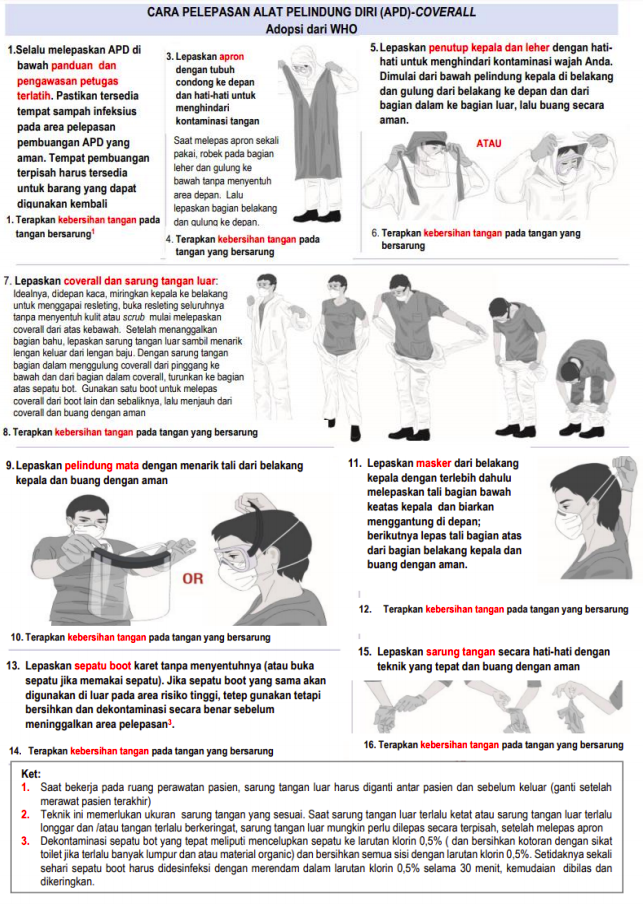 CARA PELEPASAN ALAT PELINDUNG DIRI (APD)-COVERALL
Adopsi dari WHO
1.Selalu melepaskan APD di
bawah panduan dan
pengawasan petugas
terlatih. Pastikan tersedia
tempat sampah infeksius
pada area pelepasan
pembuangan APD yang
aman. Tempat pembuangan
terpisah harus tersedia
untuk barang yang dapat
digunakan kembali
1. Terapkan kebersihan tangan pada
tangan bersarung1
3. Lepaskan apron
dengan tubuh
condong ke depan
dan hati-hati untuk
menghindari
kontaminasi tangan
Saat melepas apron sekali
pakai, robek pada bagian
leher dan gulung ke
bawah tanpa menyentuh
area depan. Lalu
lepaskan bagian belakang
dan gulung ke depan.
4. Terapkan kebersihan tangan pada
tangan yang bersarung
5. Lepaskan penutup kepala dan leher dengan hati-
hati untuk menghindari kontaminasi wajah Anda.
Dimulai dari bawah pelindung kepala di belakang
dan gulung dari belakang ke depan dan dari
bagian dalam ke bagian luar, lalu buang secara
aman.
ATAU
6. Terapkan kebersihan tangan pada tangan yang
bersarung
7. Lepaskan coverall dan sarung tangan luar:
Idealnya, didepan kaca, miringkan kepala ke belakang
untuk menggapai resleting, buka resleting seluruhnya
tanpa menyentuh kulit atau scrub mulai melepaskan
coverall dari atas kebawah. Setelah menanggalkan
bagian bahu, lepaskan sarung tangan luar sambil menarik
lengan keluar dari lengan baju. Dengan sarung tangan
bagian dalam menggulung coverall dari pinggang ke
bawah dan dari bagian dalam coverall, turunkan ke bagian
atas sepatu bot. Gunakan satu boot untuk melepas
coverall dari boot lain dan sebaliknya, lalu menjauh dari
coverall dan buang dengan aman
8. Terapkan kebersihan tangan pada tangan yang bersarung
9. Lepaskan pelindung mata dengan menarik tali dari belakang
kepala dan buang dengan aman
OR
10. Terapkan kebersihan tangan pada tangan yang bersarung
11. Lepaskan masker dari belakang
kepala dengan terlebih dahulu
melepaskan tali bagian bawah
keatas kepala dan biarkan
menggantung di depan;
berikutnya lepas tali bagian atas
dari bagian belakang kepala dan
buang dengan aman.
12. Terapkan kebersihan tangan pada tangan yang bersarung
13. Lepaskan sepatu boot karet tanpa menyentuhnya (atau buka
sepatu jika memakai sepatu). Jika sepatu boot yang sama akan
digunakan di luar pada area risiko tinggi, tetep gunakan tetapi
bersihkan dan dekontaminasi secara benar sebelum
meninggalkan area pelepasan3.
14. Terapkan kebersihan tangan pada tangan yang bersarung
15. Lepaskan sarung tangan secara hati-hati dengan
teknik yang tepat dan buang dengan aman
16. Terapkan kebersihan tangan pada tangan yang bersarung
Ket:
1. Saat bekerja pada ruang perawatan pasien, sarung tangan luar harus diganti antar pasien dan sebelum keluar (ganti setelah
merawat pasien terakhir)
2. Teknik ini memerlukan ukuran sarung tangan yang sesuai. Saat sarung tangan luar terlalu ketat atau sarung tangan luar terlalu
longgar dan /atau tangan terlalu berkeringat, sarung tangan luar mungkin perlu dilepas secara terpisah, setelah melepas apron
3. Dekontaminasi sepatu bot yang tepat meliputi mencelupkan sepatu ke larutan klorin 0,5% ( dan bersihkan kotoran dengan sikat
toilet jika terlalu banyak lumpur dan atau material organic) dan bersihkan semua sisi dengan larutan klorin 0,5%. Setidaknya sekali
sehari sepatu boot harus didesinfeksi dengan merendam dalam larutan klorin 0,5% selama 30 menit, kemudaian dibilas dan
dikeringkan.